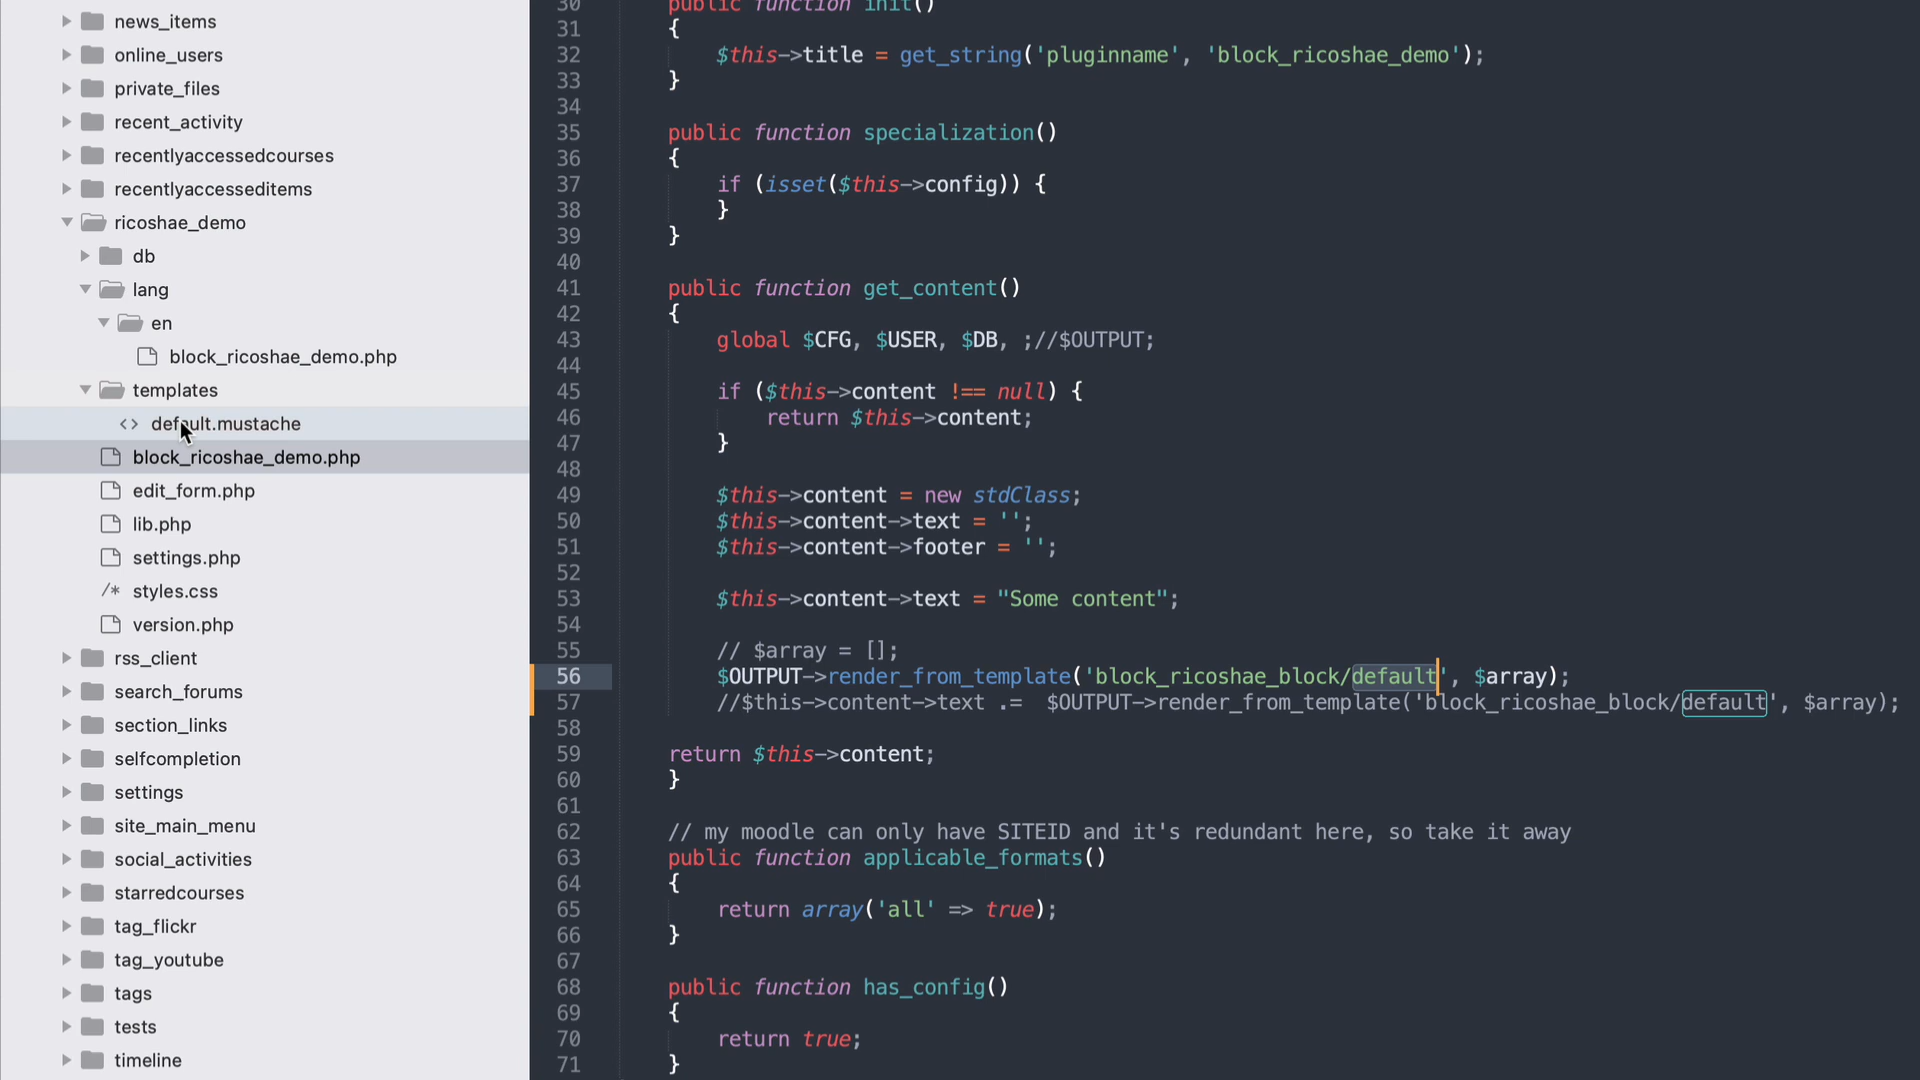 news_items
online_users
private_files
recent_activity
recentlyaccessedcourses
recentlyaccesseditems
ricoshae_demo
db
lang
en
block_ricoshae_demo.php
templates
default.mustache
block_ricoshae_demo.php
edit_form.php
lib.php
settings.php
/* styles.css
version.php
rss_client
search_forums
section_links
selfcompletion
settings
site_main_menu
social_activities
starredcourses
tag_flickr
tag_youtube
tags
tests
timeline
30 public function init()
31 {
32 $this->title = get_string('pluginname', 'block_ricoshae_demo');
33 }
34
35 public function specialization()
36 {
37 if (isset($this->config)) {
38 }
39 }
40
41 public function get_content()
42 {
43 global $CFG, $USER, $DB, ;//$OUTPUT;
44
45 if ($this->content !== null) {
46 return $this->content;
47 }
48
49 $this->content = new stdClass;
50 $this->content->text = '';
51 $this->content->footer = '';
52
53 $this->content->text = "Some content";
54
55 // $array = [];
56 $OUTPUT->render_from_template('block_ricoshae_block/default', $array);
57 //$this->content->text .=  $OUTPUT->render_from_template('block_ricoshae_block/default', $array);
58
59 return $this->content;
60 }
61
62 // my moodle can only have SITEID and it's redundant here, so take it away
63 public function applicable_formats()
64 {
65 return array('all' => true);
66 }
67
68 public function has_config()
69 {
70 return true;
71 }